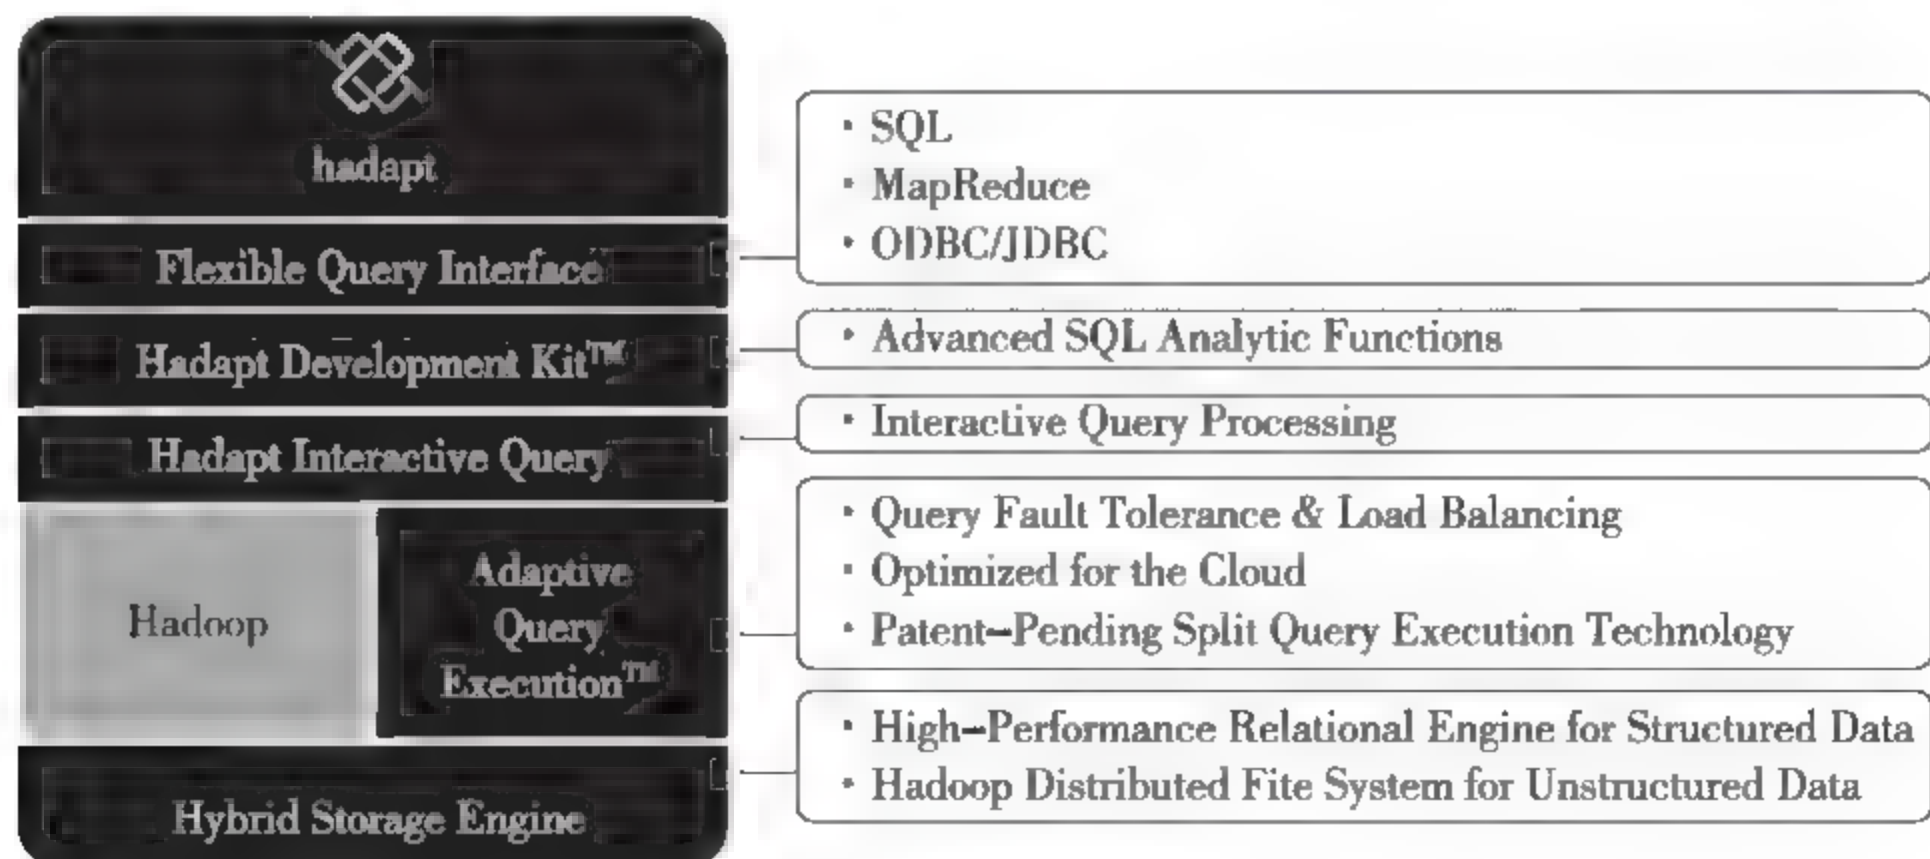 hadapt
Flexible Query Interface
Hadapt Development Kit™
Hadapt Interactive Query
Hadoop
Adaptive
Query
Execution™
Hybrid Storage Engine
· SQL
· MapReduce
· ODBC/JDBC
· Advanced SQL Analytic Functions
· Interactive Query Processing
· Query Fault Tolerance & Load Balancing
· Optimized for the Cloud
· Patent-Pending Split Query Execution Technology
· High-Performance Relational Engine for Structured Data
· Hadoop Distributed Fite System for Unstructured Data